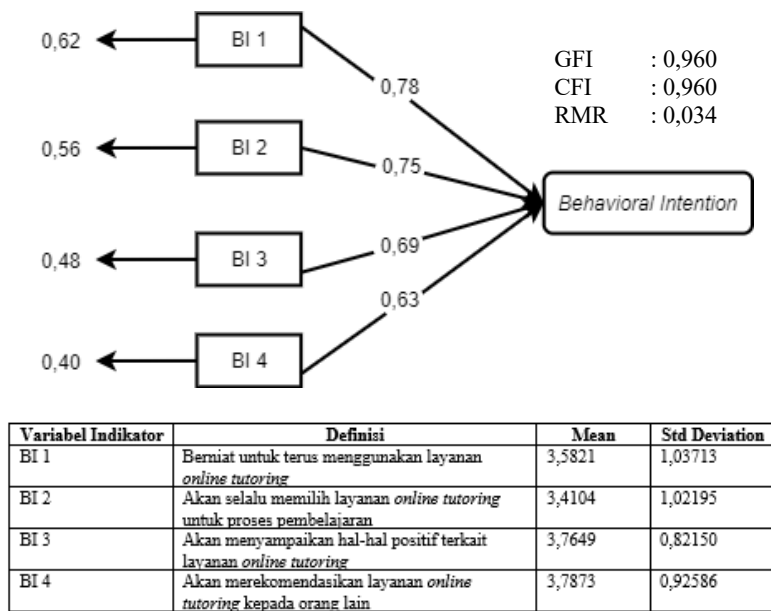 0,62
BI 1
GFI : 0,960
CFI : 0,960
RMR : 0,034
0,78
0,56
BI 2
0,75
Behavioral Intention
0,48
BI 3
0,69
0,63
0,40
BI 4
Variabel Indikator Definisi Mean Std Deviation
BI 1 Berniat untuk terus menggunakan layanan 3,5821 1,03713
online tutoring
BI 2 Akan selalu memilih layanan online tutoring 3,4104 1,02195
untuk proses pembelajaran
BI 3 Akan menyampaikan hal-hal positif terkait 3,7649 0,82150
layanan online tutoring
BI 4 Akan merekomendasikan layanan online 3,7873 0,92586
tutoring kepada orang lain